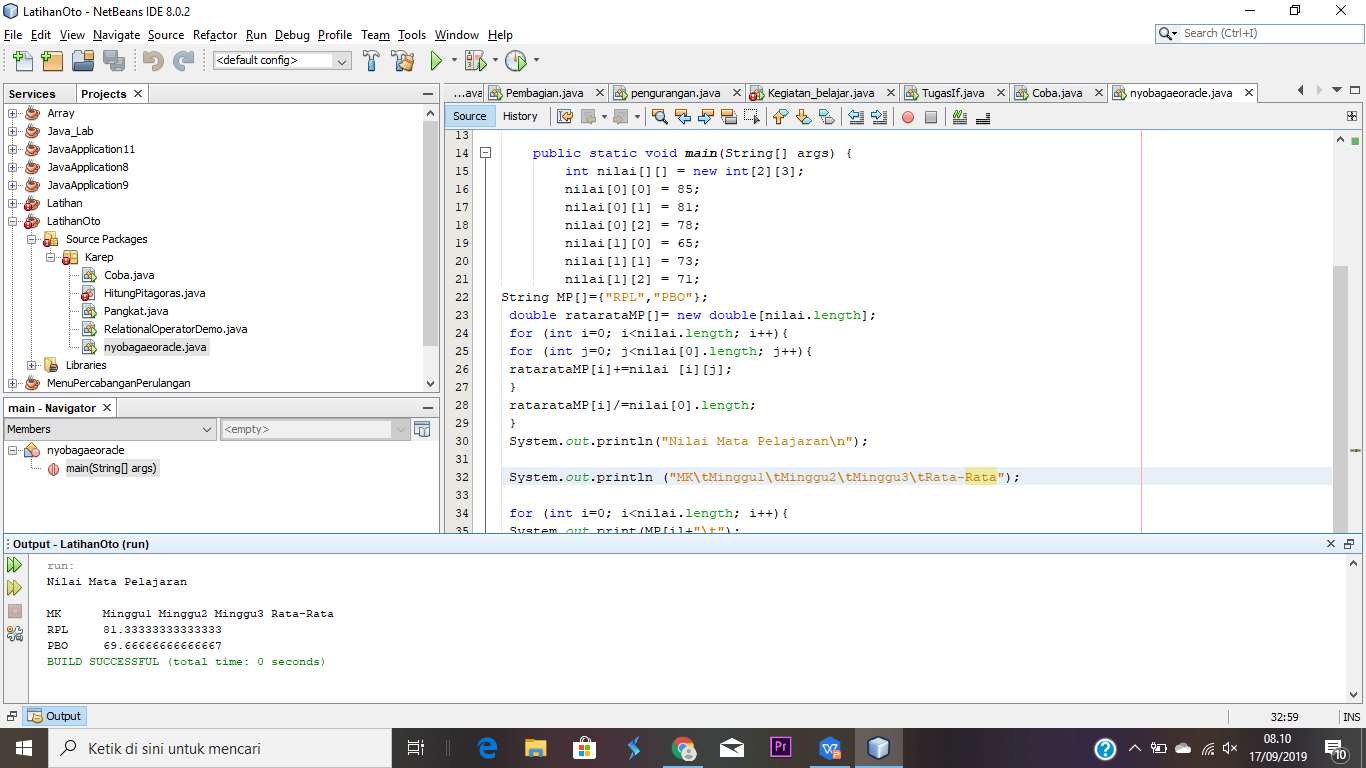 LatihanOto - NetBeans IDE 8.0.2
File Edit View Navigate Source Refactor Run Debug Profile Team Tools Window Help
Search (Ctrl+I)
<default config>
Services Projects
Array
Java_Lab
JavaApplication11
JavaApplication8
JavaApplication9
Latihan
LatihanOto
Source Packages
Karep
Coba.java
HitungPitagoras.java
Pangkat.java
RelationalOperatorDemo.java
nyobagaeoracle.java
Libraries
MenuPercabanganPerulangan
main - Navigator
Members <empty>
nyobagaeoracle
main(String[] args)
...ava Pembagian.java pengurangan.java Kegiatan_belajar.java TugasIf.java Coba.java nyobagaeoracle.java
Source History
13
14 public static void main(String[] args) {
15 int nilai[][] = new int[2][3];
16 nilai[0][0] = 85;
17 nilai[0][1] = 81;
18 nilai[0][2] = 78;
19 nilai[1][0] = 65;
20 nilai[1][1] = 73;
21 nilai[1][2] = 71;
22 String MP[]={"RPL","PBO"};
23 double ratarataMP[]= new double[nilai.length];
24 for (int i=0; i<nilai.length; i++){
25 for (int j=0; j<nilai[0].length; j++){
26 ratarataMP[i]+=nilai [i][j];
27 }
28 ratarataMP[i]/=nilai[0].length;
29 }
30 System.out.println("Nilai Mata Pelajaran\n");
31
32 System.out.println ("MK\tMinggu1\tMinggu2\tMinggu3\tRata-Rata");
33
34 for (int i=0; i<nilai.length; i++){
35 System.out.print(MP[i]+"\t");
Output - LatihanOto (run)
run:
Nilai Mata Pelajaran
MK Minggu1 Minggu2 Minggu3 Rata-Rata
RPL 81.33333333333333
PBO 69.66666666666667
BUILD SUCCESSFUL (total time: 0 seconds)
Output
32:59 INS
Ketik di sini untuk mencari
Pr
08.10
17/09/2019
10